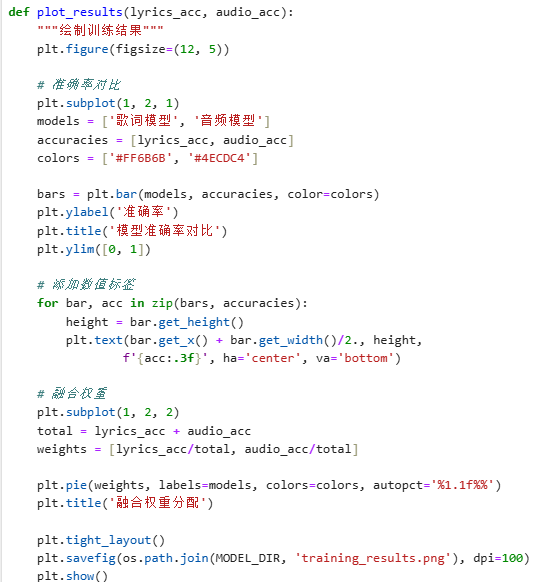 def plot_results(lyrics_acc, audio_acc):
    """绘制训练结果"""
    plt.figure(figsize=(12, 5))

    # 准确率对比
    plt.subplot(1, 2, 1)
    models = ['歌词模型', '音频模型']
    accuracies = [lyrics_acc, audio_acc]
    colors = ['#FF6B6B', '#4ECDC4']

    bars = plt.bar(models, accuracies, color=colors)
    plt.ylabel('准确率')
    plt.title('模型准确率对比')
    plt.ylim([0, 1])

    # 添加数值标签
    for bar, acc in zip(bars, accuracies):
        height = bar.get_height()
        plt.text(bar.get_x() + bar.get_width()/2., height,
                f'{acc:.3f}', ha='center', va='bottom')

    # 融合权重
    plt.subplot(1, 2, 2)
    total = lyrics_acc + audio_acc
    weights = [lyrics_acc/total, audio_acc/total]

    plt.pie(weights, labels=models, colors=colors, autopct='%1.1f%%')
    plt.title('融合权重分配')

    plt.tight_layout()
    plt.savefig(os.path.join(MODEL_DIR, 'training_results.png'), dpi=100)
    plt.show()